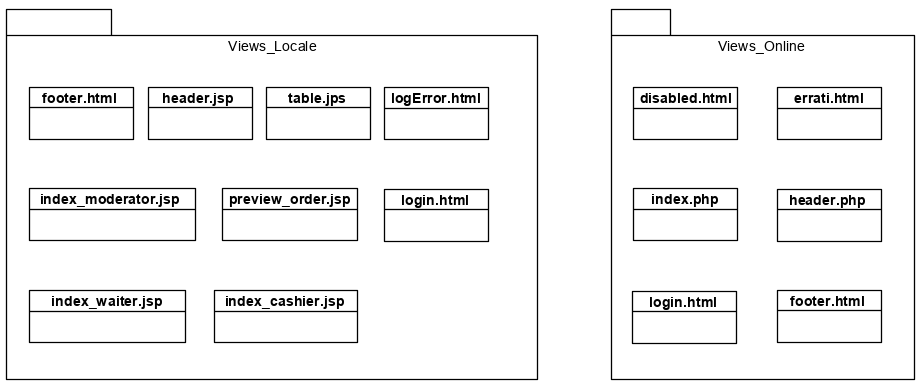 Views_Locale
footer.html
header.jsp
table.jps
logError.html
index_moderator.jsp
preview_order.jsp
login.html
index_waiter.jsp
index_cashier.jsp
Views_Online
disabled.html
errati.html
index.php
header.php
login.html
footer.html